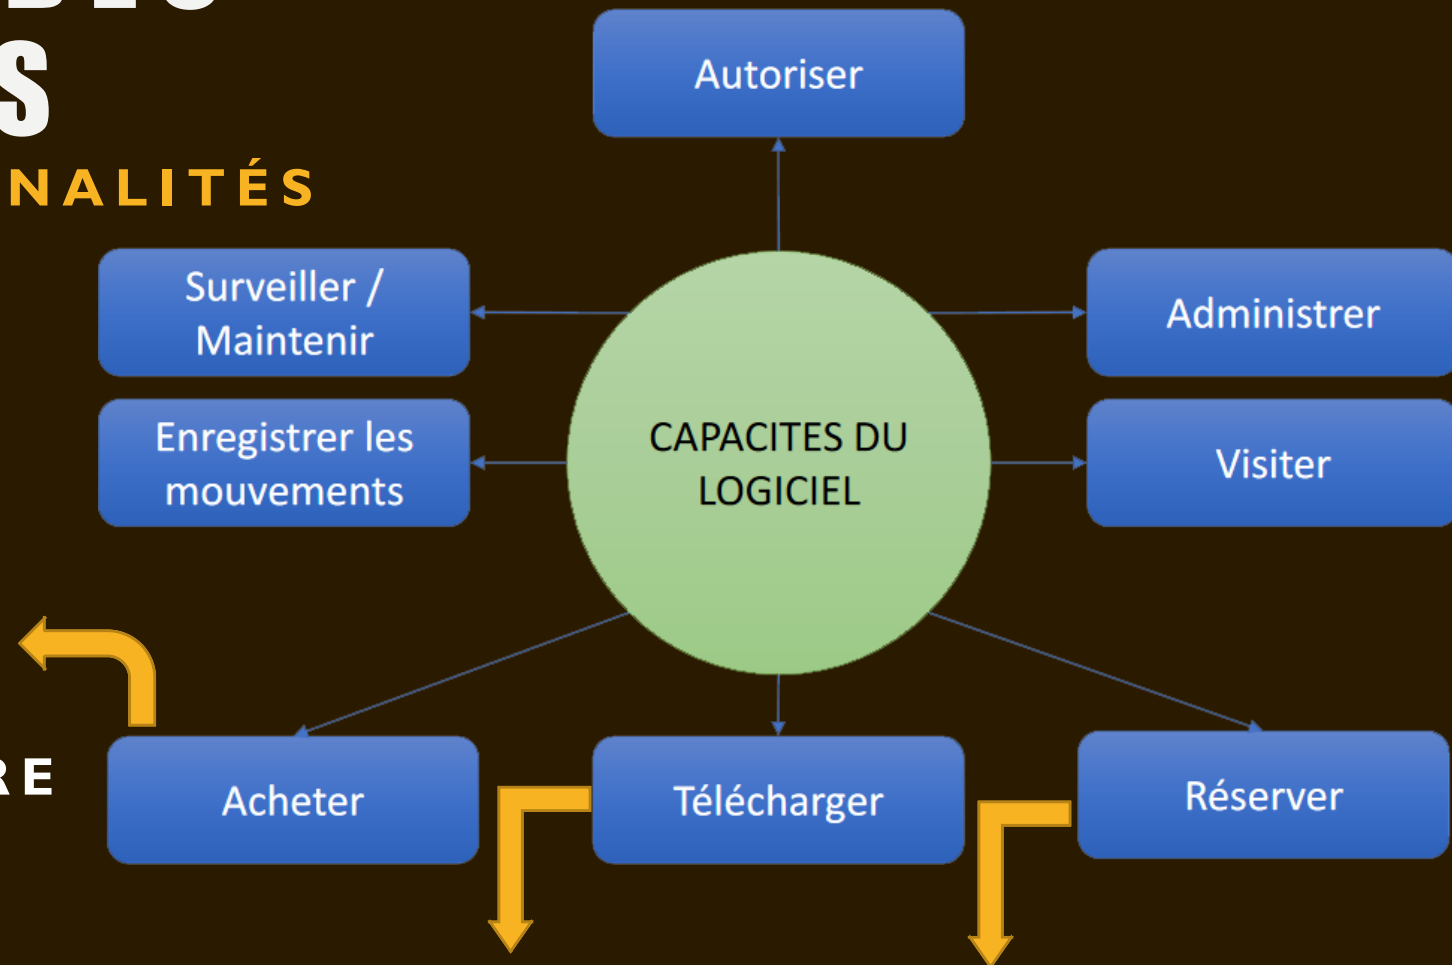 S
NALITÉS
Autoriser
Surveiller /
Maintenir
Administrer
Enregistrer les
mouvements
CAPACITES DU
LOGICIEL
Visiter
RE
Acheter
Télécharger
Réserver